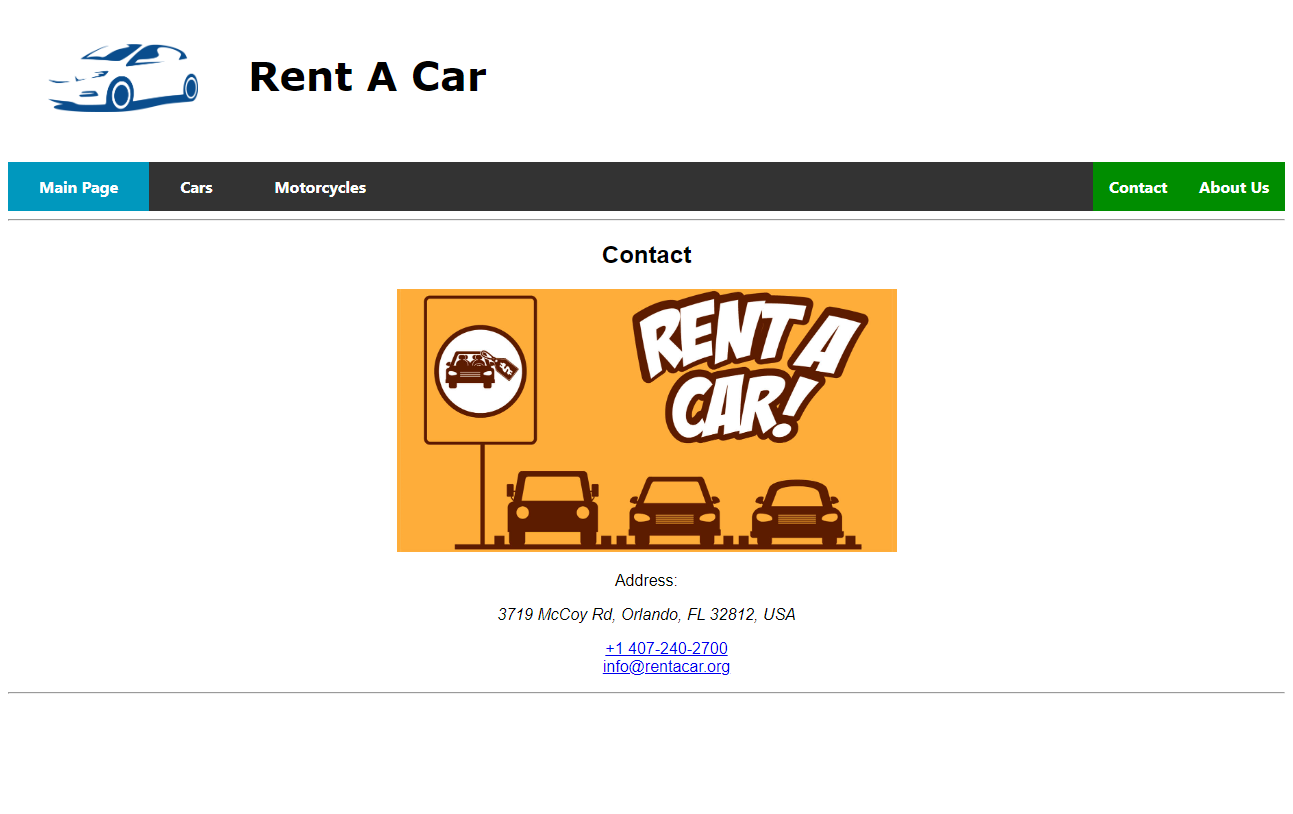 Rent A Car
Main Page Cars Motorcycles Contact About Us
Contact
RENT A
CAR!
Address:
3719 McCoy Rd, Orlando, FL 32812, USA
+1 407-240-2700
info@rentacar.org